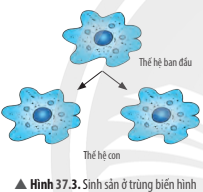 Thế hệ ban đầu
Thế hệ con
▲ Hình 37.3. Sinh sản ở trùng biến hình